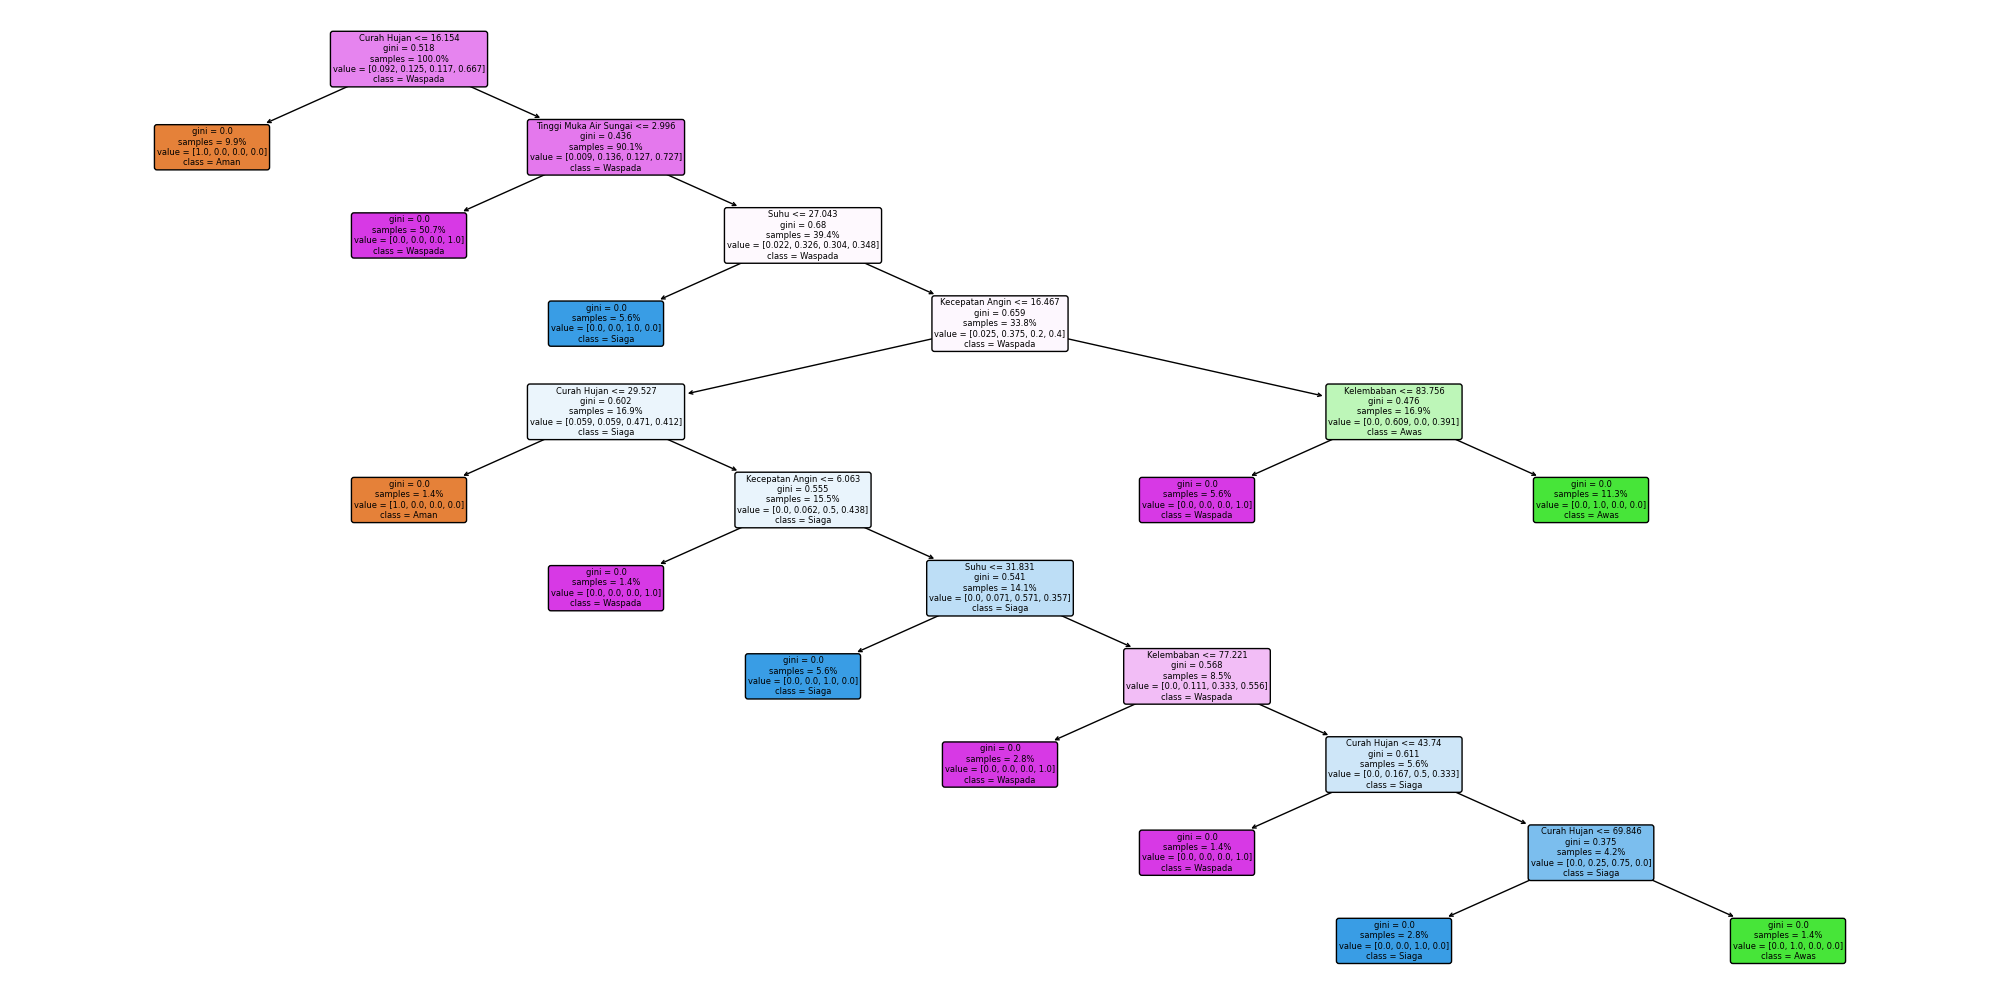 Curah Hujan <= 16.154
gini = 0.518
samples = 100.0%
value = [0.092, 0.125, 0.117, 0.667]
class = Waspada
gini = 0.0
samples = 9.9%
value = [1.0, 0.0, 0.0, 0.0]
class = Aman
Tinggi Muka Air Sungai <= 2.996
gini = 0.436
samples = 90.1%
value = [0.009, 0.136, 0.127, 0.727]
class = Waspada
gini = 0.0
samples = 50.7%
value = [0.0, 0.0, 0.0, 1.0]
class = Waspada
Suhu <= 27.043
gini = 0.68
samples = 39.4%
value = [0.022, 0.326, 0.304, 0.348]
class = Waspada
gini = 0.0
samples = 5.6%
value = [0.0, 0.0, 1.0, 0.0]
class = Siaga
Kecepatan Angin <= 16.467
gini = 0.659
samples = 33.8%
value = [0.025, 0.375, 0.2, 0.4]
class = Waspada
Curah Hujan <= 29.527
gini = 0.602
samples = 16.9%
value = [0.059, 0.059, 0.471, 0.412]
class = Siaga
Kelembaban <= 83.756
gini = 0.476
samples = 16.9%
value = [0.0, 0.609, 0.0, 0.391]
class = Awas
gini = 0.0
samples = 1.4%
value = [1.0, 0.0, 0.0, 0.0]
class = Aman
Kecepatan Angin <= 6.063
gini = 0.555
samples = 15.5%
value = [0.0, 0.062, 0.5, 0.438]
class = Siaga
gini = 0.0
samples = 5.6%
value = [0.0, 0.0, 0.0, 1.0]
class = Waspada
gini = 0.0
samples = 11.3%
value = [0.0, 1.0, 0.0, 0.0]
class = Awas
gini = 0.0
samples = 1.4%
value = [0.0, 0.0, 0.0, 1.0]
class = Waspada
Suhu <= 31.831
gini = 0.541
samples = 14.1%
value = [0.0, 0.071, 0.571, 0.357]
class = Siaga
gini = 0.0
samples = 5.6%
value = [0.0, 0.0, 1.0, 0.0]
class = Siaga
Kelembaban <= 77.221
gini = 0.568
samples = 8.5%
value = [0.0, 0.111, 0.333, 0.556]
class = Waspada
gini = 0.0
samples = 2.8%
value = [0.0, 0.0, 0.0, 1.0]
class = Waspada
Curah Hujan <= 43.74
gini = 0.611
samples = 5.6%
value = [0.0, 0.167, 0.5, 0.333]
class = Siaga
gini = 0.0
samples = 1.4%
value = [0.0, 0.0, 0.0, 1.0]
class = Waspada
Curah Hujan <= 69.846
gini = 0.375
samples = 4.2%
value = [0.0, 0.25, 0.75, 0.0]
class = Siaga
gini = 0.0
samples = 2.8%
value = [0.0, 0.0, 1.0, 0.0]
class = Siaga
gini = 0.0
samples = 1.4%
value = [0.0, 1.0, 0.0, 0.0]
class = Awas